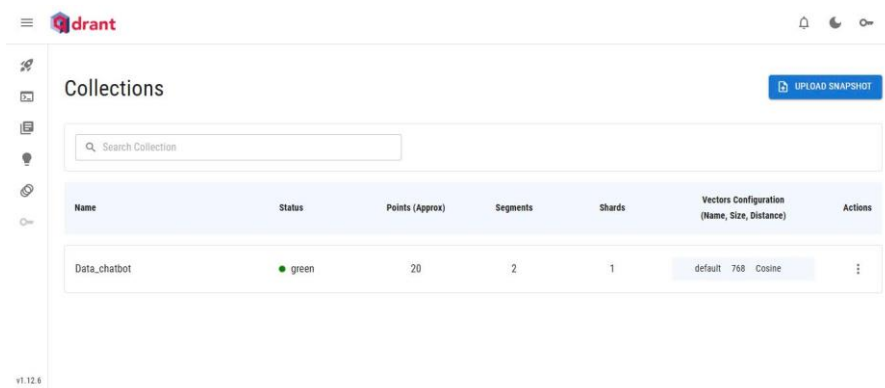 qdrant
Collections
UPLOAD SNAPSHOT
Search Collection
Name Status Points (Approx) Segments Shards Vectors Configuration (Name, Size, Distance) Actions
Data_chatbot green 20 2 1 default 768 Cosine
v1.12.6